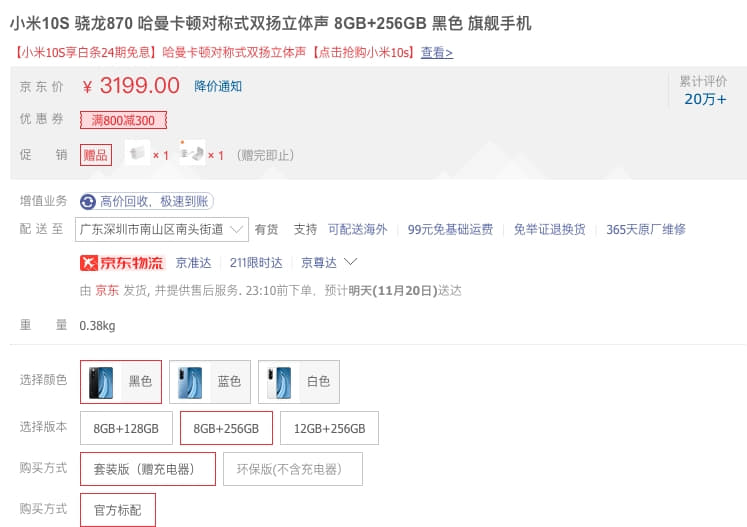 小米10S 骁龙870 哈曼卡顿对称式双扬立体声 8GB+256GB 黑色 旗舰手机
【小米10S享白条24期免息】哈曼卡顿对称式双扬立体声【点击抢购小米10s】查看>
京东价 ¥ 3199.00 降价通知 累计评价
20万+
优惠券 满800减300
促销 赠品 ×1 ×1 （赠完即止）
增值业务 高价回收，极速到账
配送至 广东深圳市南山区南头街道 有货 支持 可配送海外 99元免基础运费 免举证退换货 365天原厂维修
京东物流 京准达 211限时达 京尊达
由 京东 发货, 并提供售后服务. 23:10前下单，预计明天(11月20日)送达
重量 0.38kg
选择颜色 黑色 蓝色 白色
选择版本 8GB+128GB 8GB+256GB 12GB+256GB
购买方式 套装版（赠充电器） 环保版(不含充电器）
购买方式 官方标配